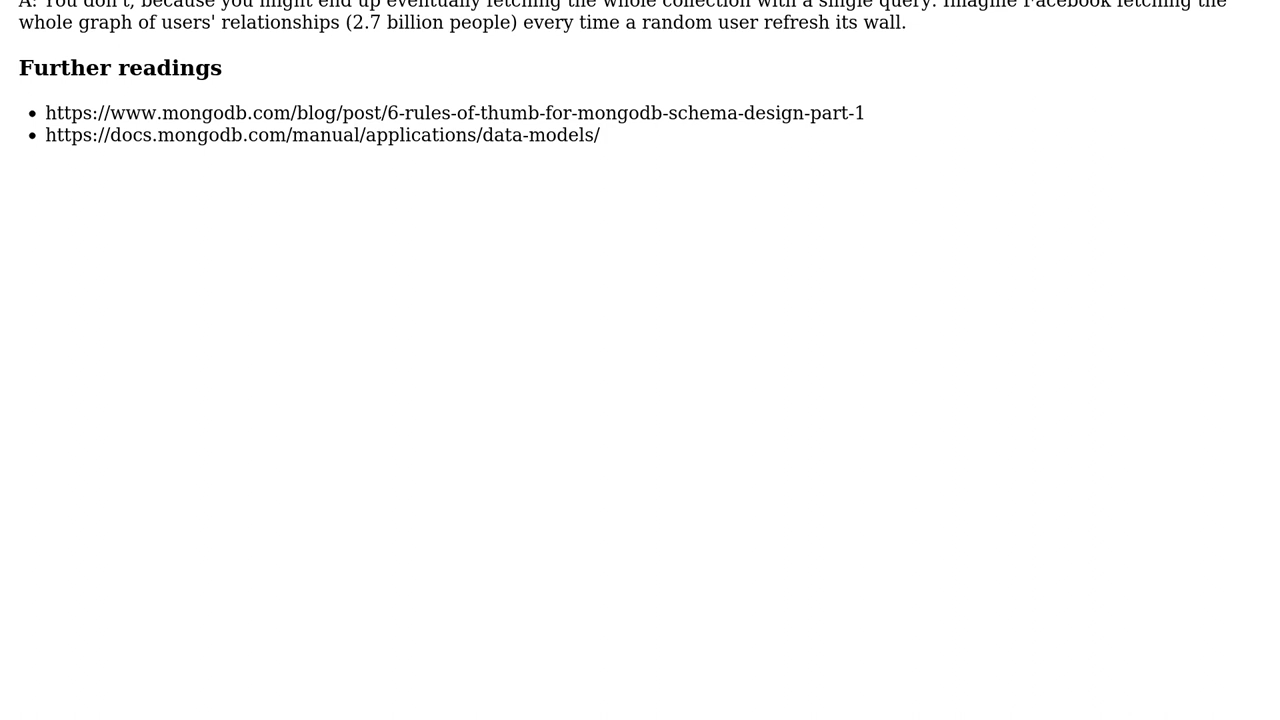 A: You don't, because you might end up eventually fetching the whole collection with a single query. Imagine Facebook fetching the
whole graph of users' relationships (2.7 billion people) every time a random user refresh its wall.
Further readings
• https://www.mongodb.com/blog/post/6-rules-of-thumb-for-mongodb-schema-design-part-1
• https://docs.mongodb.com/manual/applications/data-models/